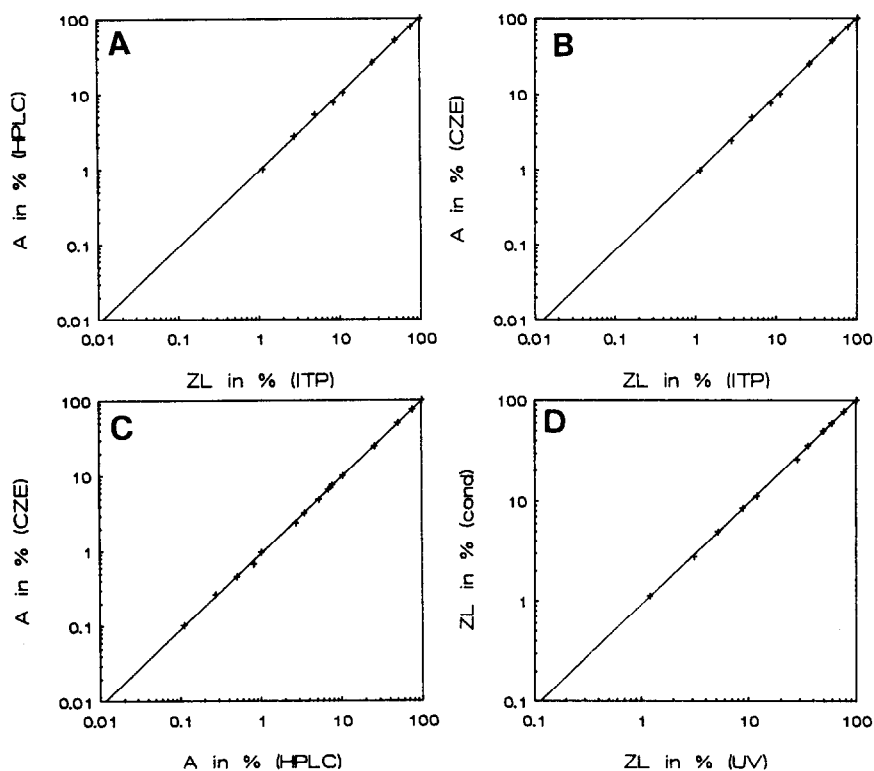 A
100
10
1
0.1
0.01
A in % (HPLC)
0.01 0.1 1 10 100
ZL in % (ITP)
B
100
10
1
0.1
0.01
A in % (CZE)
0.01 0.1 1 10 100
ZL in % (ITP)
C
100
10
1
0.1
0.01
A in % (CZE)
0.01 0.1 1 10 100
A in % (HPLC)
D
100
10
1
0.1
ZL in % (cond)
0.1 1 10 100
ZL in % (UV)